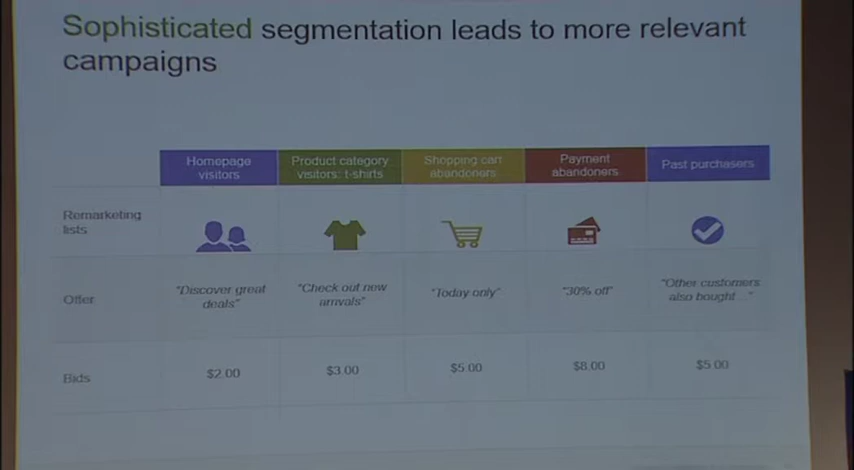 Sophisticated segmentation leads to more relevant
campaigns
Homepage
visitors
Product category
visitors: t-shirts
Shopping cart
abandoners
Payment
abandoners
Past purchasers
Remarketing
lists
Offer
"Discover great
deals"
"Check out new
arrivals"
"Today only"
"30% off"
"Other customers
also bought..."
Bids
$2.00
$3.00
$5.00
$8.00
$5.00